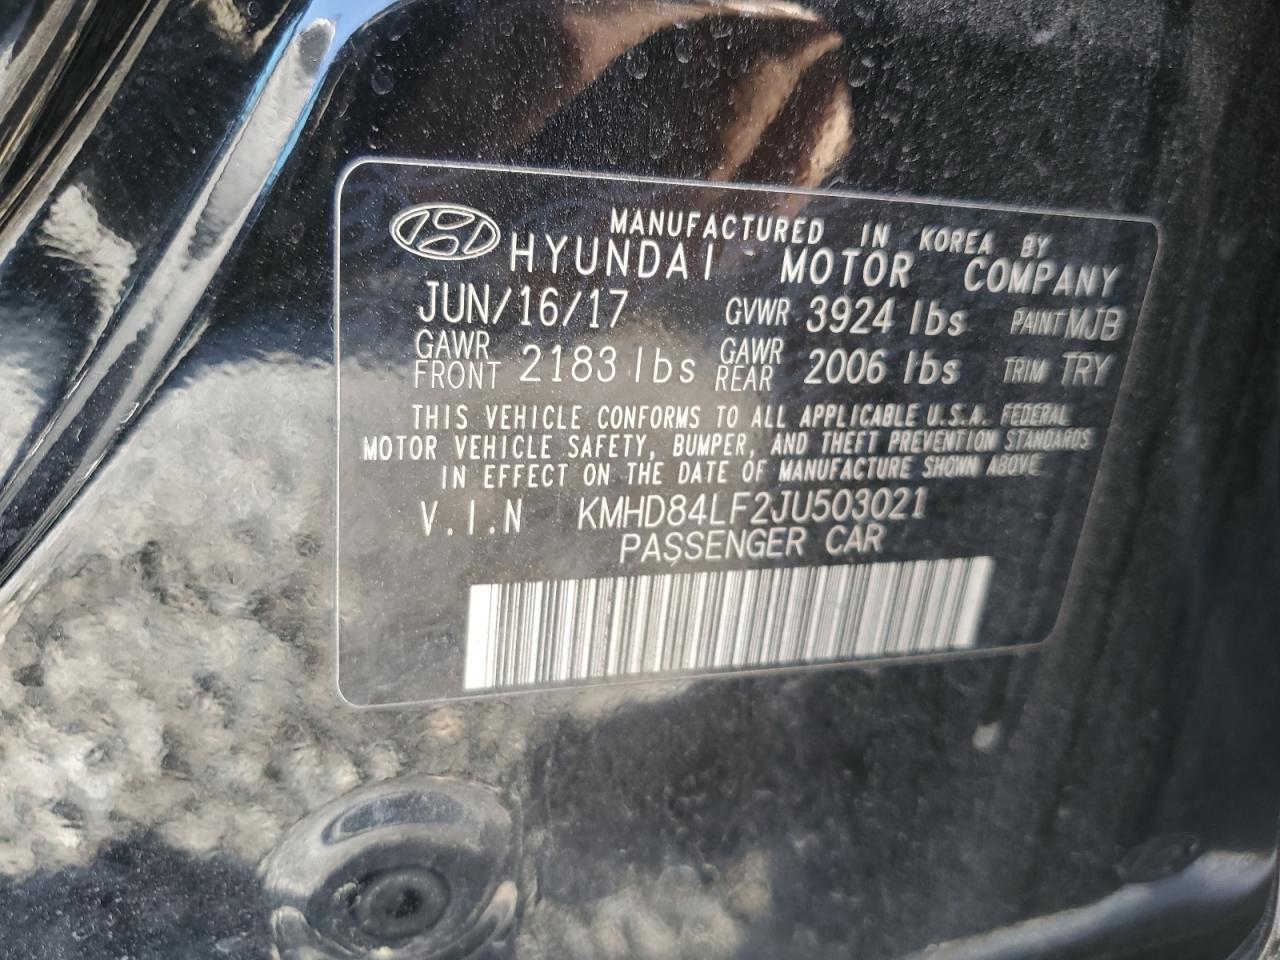 MANUFACTURED IN KOREA BY
HYUNDAI MOTOR COMPANY
JUN/16/17 GVWR 3924 lbs PAINT MJB
GAWR FRONT 2183 lbs GAWR REAR 2006 lbs TRIM TRY
THIS VEHICLE CONFORMS TO ALL APPLICABLE U.S.A. FEDERAL
MOTOR VEHICLE SAFETY, BUMPER, AND THEFT PREVENTION STANDARDS
IN EFFECT ON THE DATE OF MANUFACTURE SHOWN ABOVE
V.I.N KMHD84LF2JU503021
PASSENGER CAR